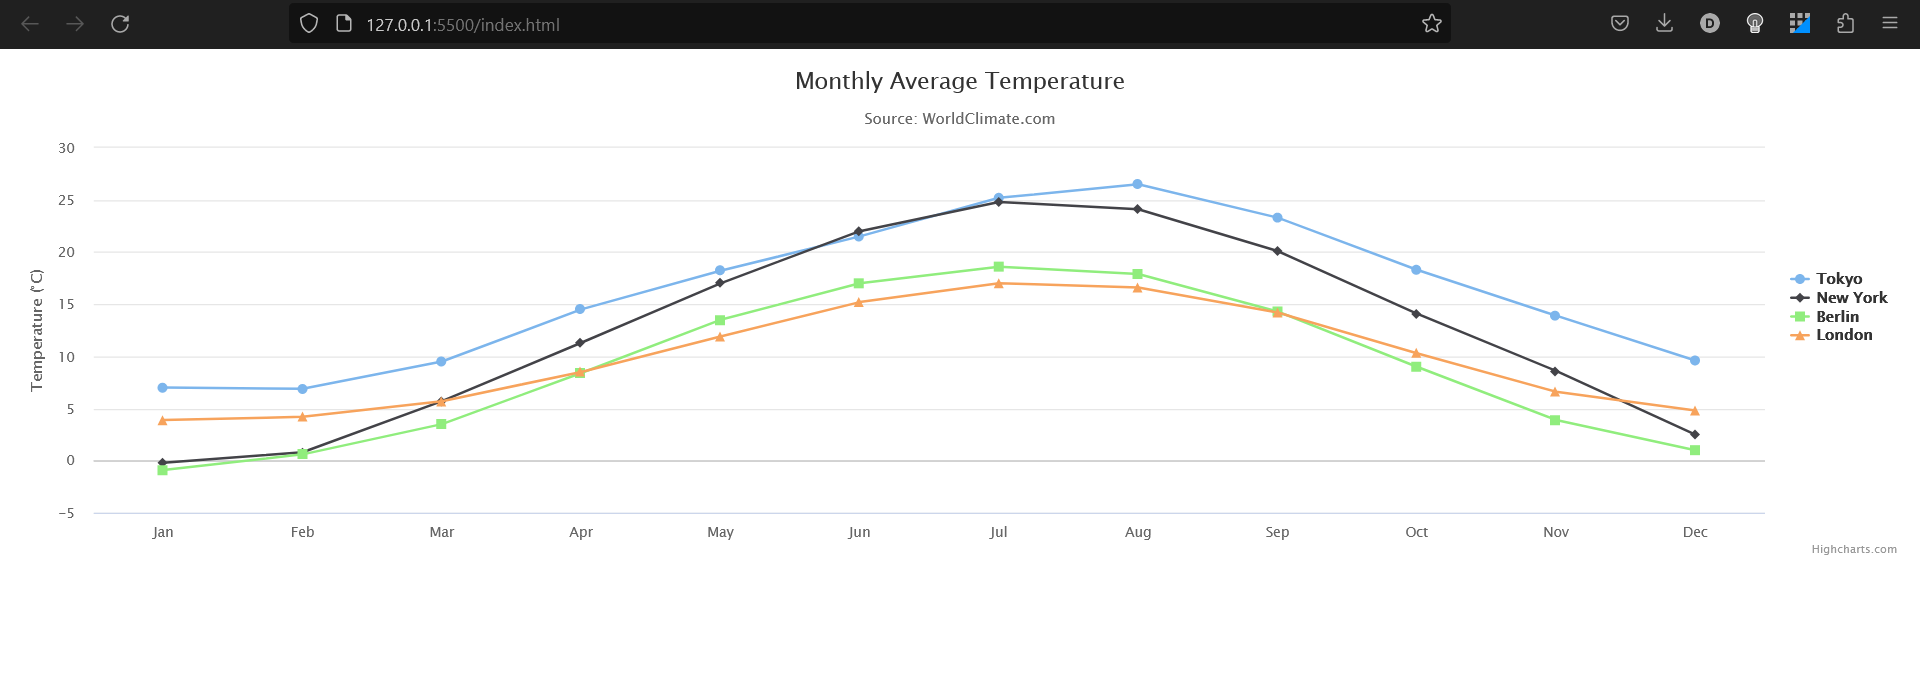 127.0.0.1:5500/index.html
D
Monthly Average Temperature
Source: WorldClimate.com
Temperature (°C)
30
25
20
15
10
5
0
−5
Jan Feb Mar Apr May Jun Jul Aug Sep Oct Nov Dec
Tokyo
New York
Berlin
London
Highcharts.com